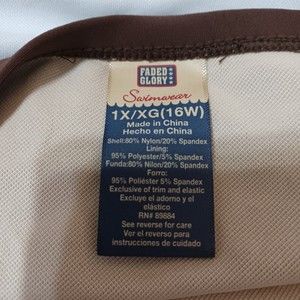 FADED
GLORY
Swimwear
1X/XG(16W)
Made in China
Hecho en China
Shell:80% Nylon/20% Spandex
Lining:
95% Polyester/5% Spandex
Funda:80% Nilon/20% Spandex
Forro:
95% Poliéster 5% Spandex
Exclusive of trim and elastic
Excluye el adorno y el
elástico
RN# 89884
See reverse for care
Ver el reverso para
instrucciones de cuidado